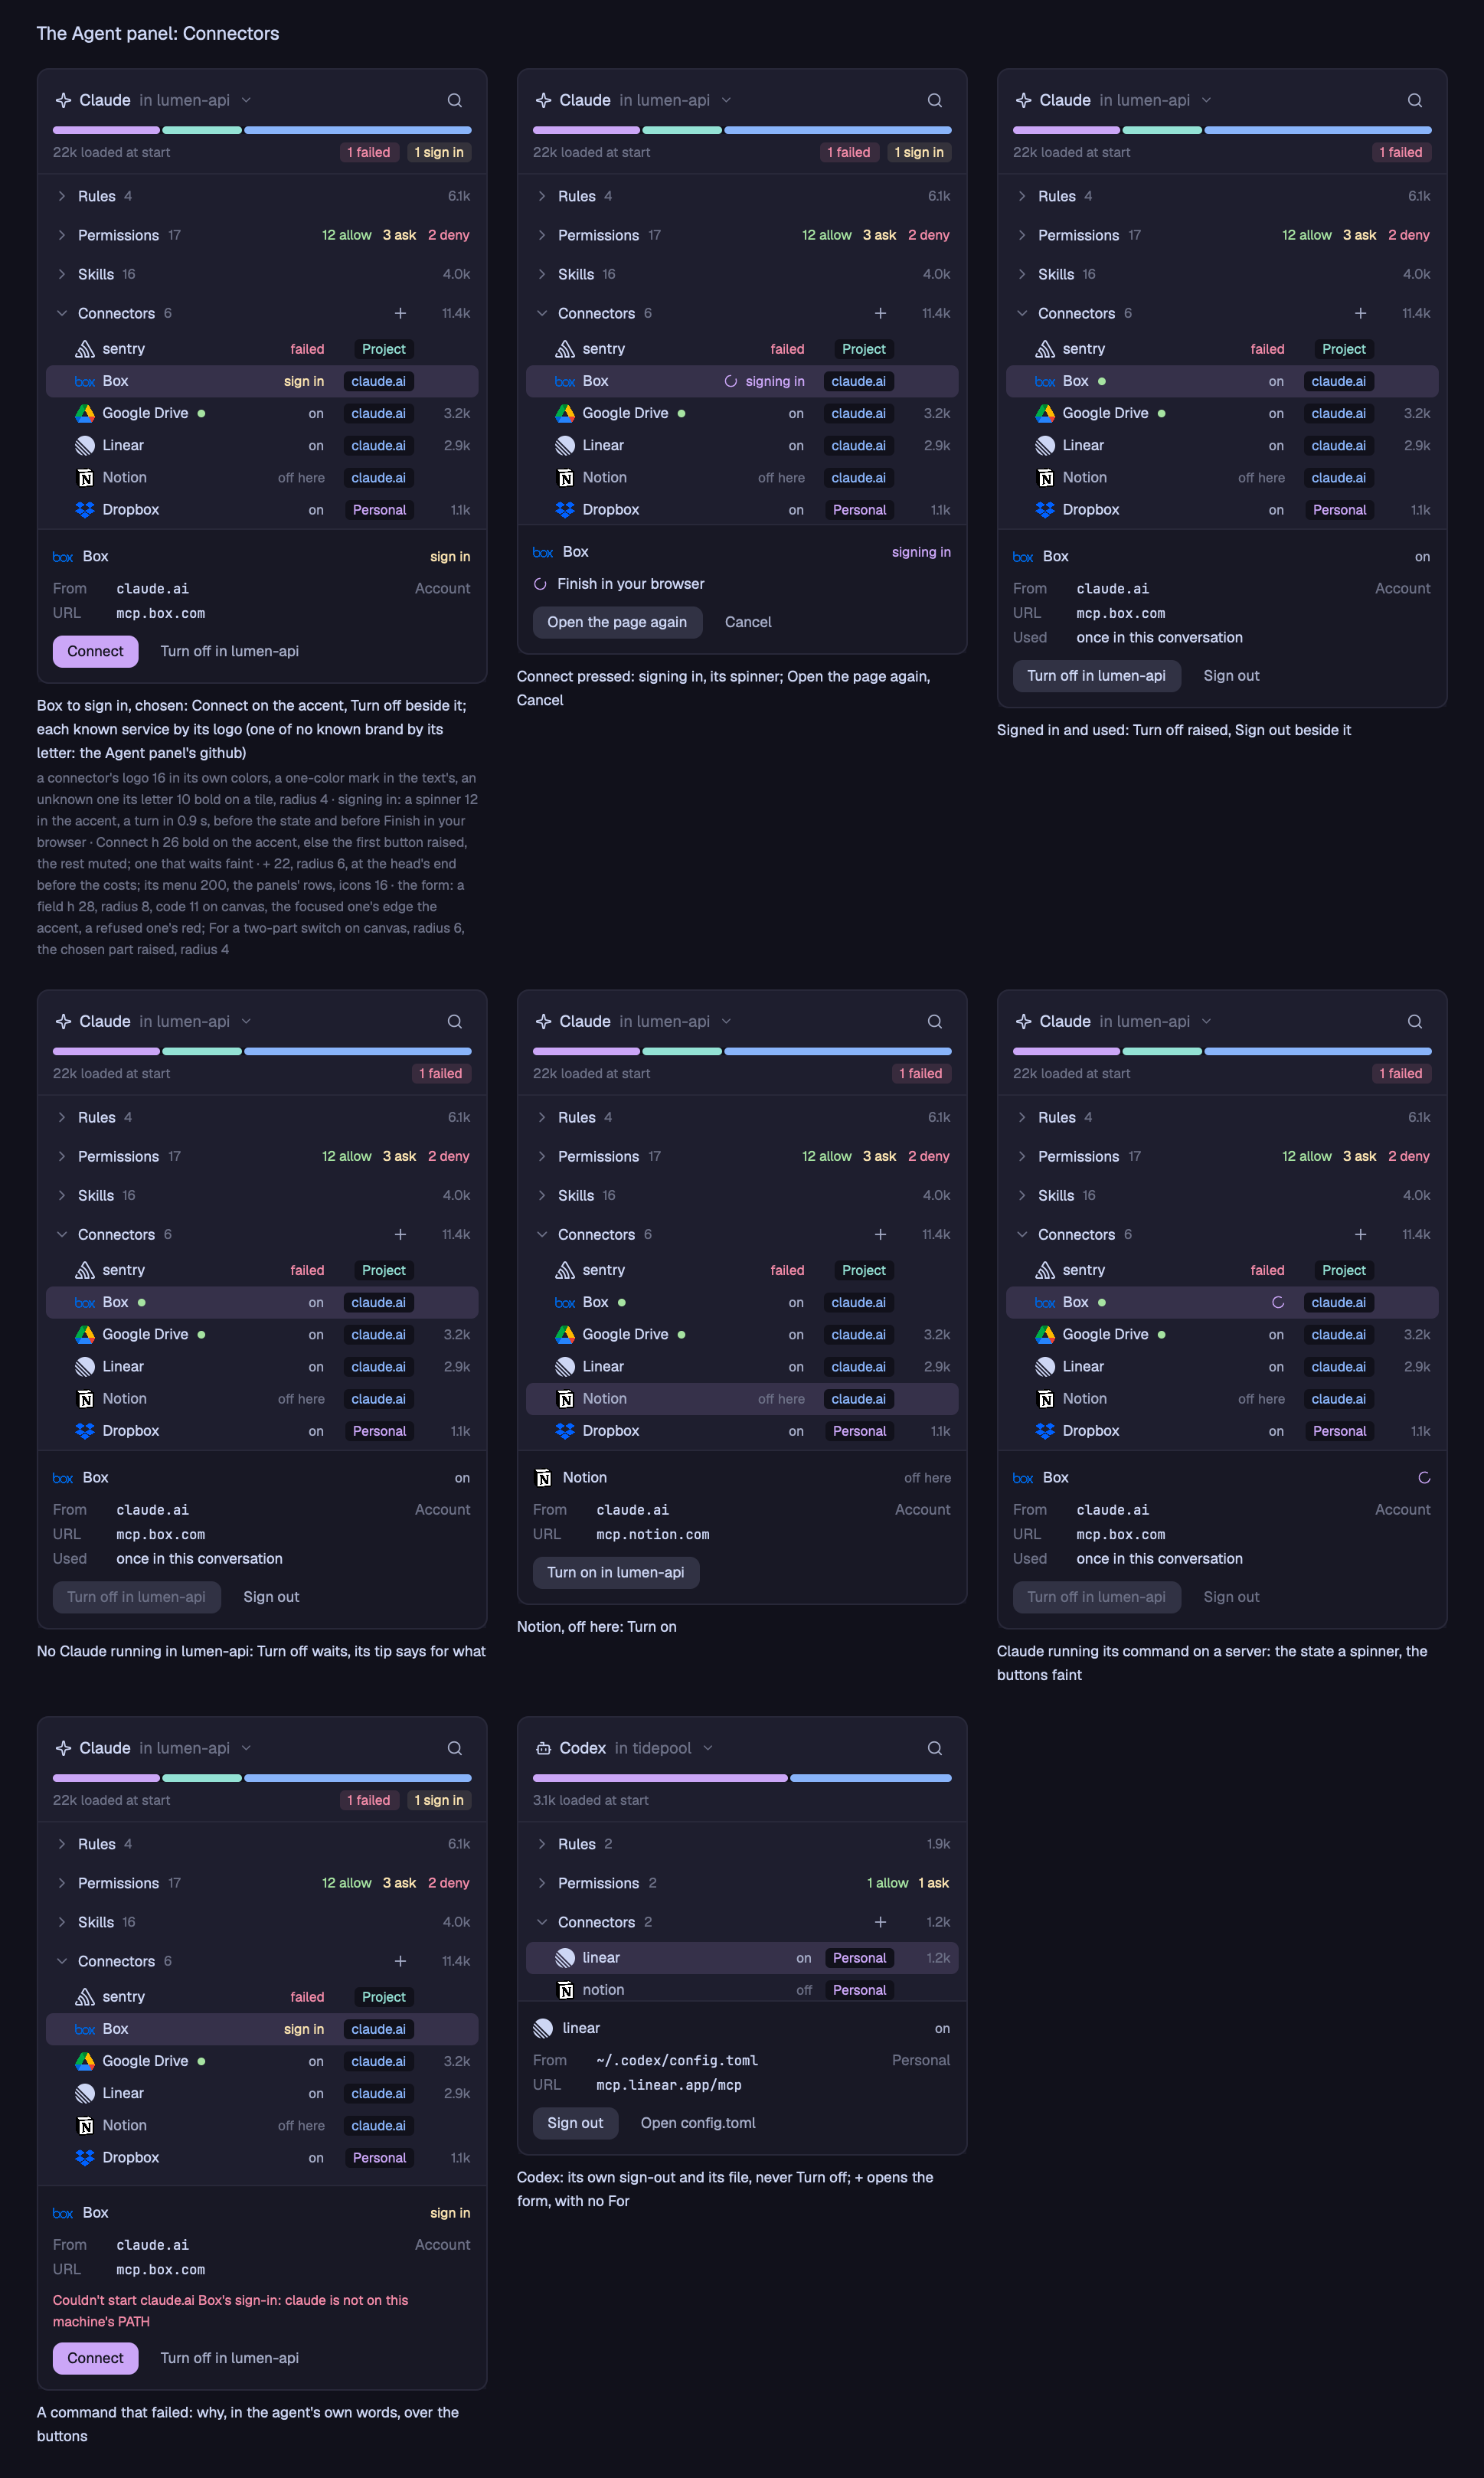 The Agent panel: Connectors
Claude in lumen-api
22k loaded at start 1 failed 1 sign in
Rules 4 6.1k
Permissions 17 12 allow 3 ask 2 deny
Skills 16 4.0k
Connectors 6 + 11.4k
sentry failed Project
box Box sign in claude.ai
Google Drive on claude.ai 3.2k
Linear on claude.ai 2.9k
Notion off here claude.ai
Dropbox on Personal 1.1k
box Box sign in
From claude.ai Account
URL mcp.box.com
Connect Turn off in lumen-api
Box to sign in, chosen: Connect on the accent, Turn off beside it;
each known service by its logo (one of no known brand by its
letter: the Agent panel's github)
a connector's logo 16 in its own colors, a one-color mark in the text's, an
unknown one its letter 10 bold on a tile, radius 4 · signing in: a spinner 12
in the accent, a turn in 0.9 s, before the state and before Finish in your
browser · Connect h 26 bold on the accent, else the first button raised,
the rest muted; one that waits faint · + 22, radius 6, at the head's end
before the costs; its menu 200, the panels' rows, icons 16 · the form: a
field h 28, radius 8, code 11 on canvas, the focused one's edge the
accent, a refused one's red; For a two-part switch on canvas, radius 6,
the chosen part raised, radius 4
Claude in lumen-api
22k loaded at start 1 failed 1 sign in
Rules 4 6.1k
Permissions 17 12 allow 3 ask 2 deny
Skills 16 4.0k
Connectors 6 + 11.4k
sentry failed Project
box Box signing in claude.ai
Google Drive on claude.ai 3.2k
Linear on claude.ai 2.9k
Notion off here claude.ai
Dropbox on Personal 1.1k
box Box signing in
Finish in your browser
Open the page again Cancel
Connect pressed: signing in, its spinner; Open the page again,
Cancel
Claude in lumen-api
22k loaded at start 1 failed
Rules 4 6.1k
Permissions 17 12 allow 3 ask 2 deny
Skills 16 4.0k
Connectors 6 + 11.4k
sentry failed Project
box Box on claude.ai
Google Drive on claude.ai 3.2k
Linear on claude.ai 2.9k
Notion off here claude.ai
Dropbox on Personal 1.1k
box Box on
From claude.ai Account
URL mcp.box.com
Used once in this conversation
Turn off in lumen-api Sign out
Signed in and used: Turn off raised, Sign out beside it
Claude in lumen-api
22k loaded at start 1 failed
Rules 4 6.1k
Permissions 17 12 allow 3 ask 2 deny
Skills 16 4.0k
Connectors 6 + 11.4k
sentry failed Project
box Box on claude.ai
Google Drive on claude.ai 3.2k
Linear on claude.ai 2.9k
Notion off here claude.ai
Dropbox on Personal 1.1k
box Box on
From claude.ai Account
URL mcp.box.com
Used once in this conversation
Turn off in lumen-api Sign out
No Claude running in lumen-api: Turn off waits, its tip says for what
Claude in lumen-api
22k loaded at start 1 failed
Rules 4 6.1k
Permissions 17 12 allow 3 ask 2 deny
Skills 16 4.0k
Connectors 6 + 11.4k
sentry failed Project
box Box on claude.ai
Google Drive on claude.ai 3.2k
Linear on claude.ai 2.9k
Notion off here claude.ai
Dropbox on Personal 1.1k
Notion off here
From claude.ai Account
URL mcp.notion.com
Turn on in lumen-api
Notion, off here: Turn on
Claude in lumen-api
22k loaded at start 1 failed
Rules 4 6.1k
Permissions 17 12 allow 3 ask 2 deny
Skills 16 4.0k
Connectors 6 + 11.4k
sentry failed Project
box Box claude.ai
Google Drive on claude.ai 3.2k
Linear on claude.ai 2.9k
Notion off here claude.ai
Dropbox on Personal 1.1k
box Box
From claude.ai Account
URL mcp.box.com
Used once in this conversation
Turn off in lumen-api Sign out
Claude running its command on a server: the state a spinner, the
buttons faint
Claude in lumen-api
22k loaded at start 1 failed 1 sign in
Rules 4 6.1k
Permissions 17 12 allow 3 ask 2 deny
Skills 16 4.0k
Connectors 6 + 11.4k
sentry failed Project
box Box sign in claude.ai
Google Drive on claude.ai 3.2k
Linear on claude.ai 2.9k
Notion off here claude.ai
Dropbox on Personal 1.1k
box Box sign in
From claude.ai Account
URL mcp.box.com
Couldn't start claude.ai Box's sign-in: claude is not on this
machine's PATH
Connect Turn off in lumen-api
A command that failed: why, in the agent's own words, over the
buttons
Codex in tidepool
3.1k loaded at start
Rules 2 1.9k
Permissions 2 1 allow 1 ask
Connectors 2 + 1.2k
linear on Personal 1.2k
notion off Personal
linear on
From ~/.codex/config.toml Personal
URL mcp.linear.app/mcp
Sign out Open config.toml
Codex: its own sign-out and its file, never Turn off; + opens the
form, with no For